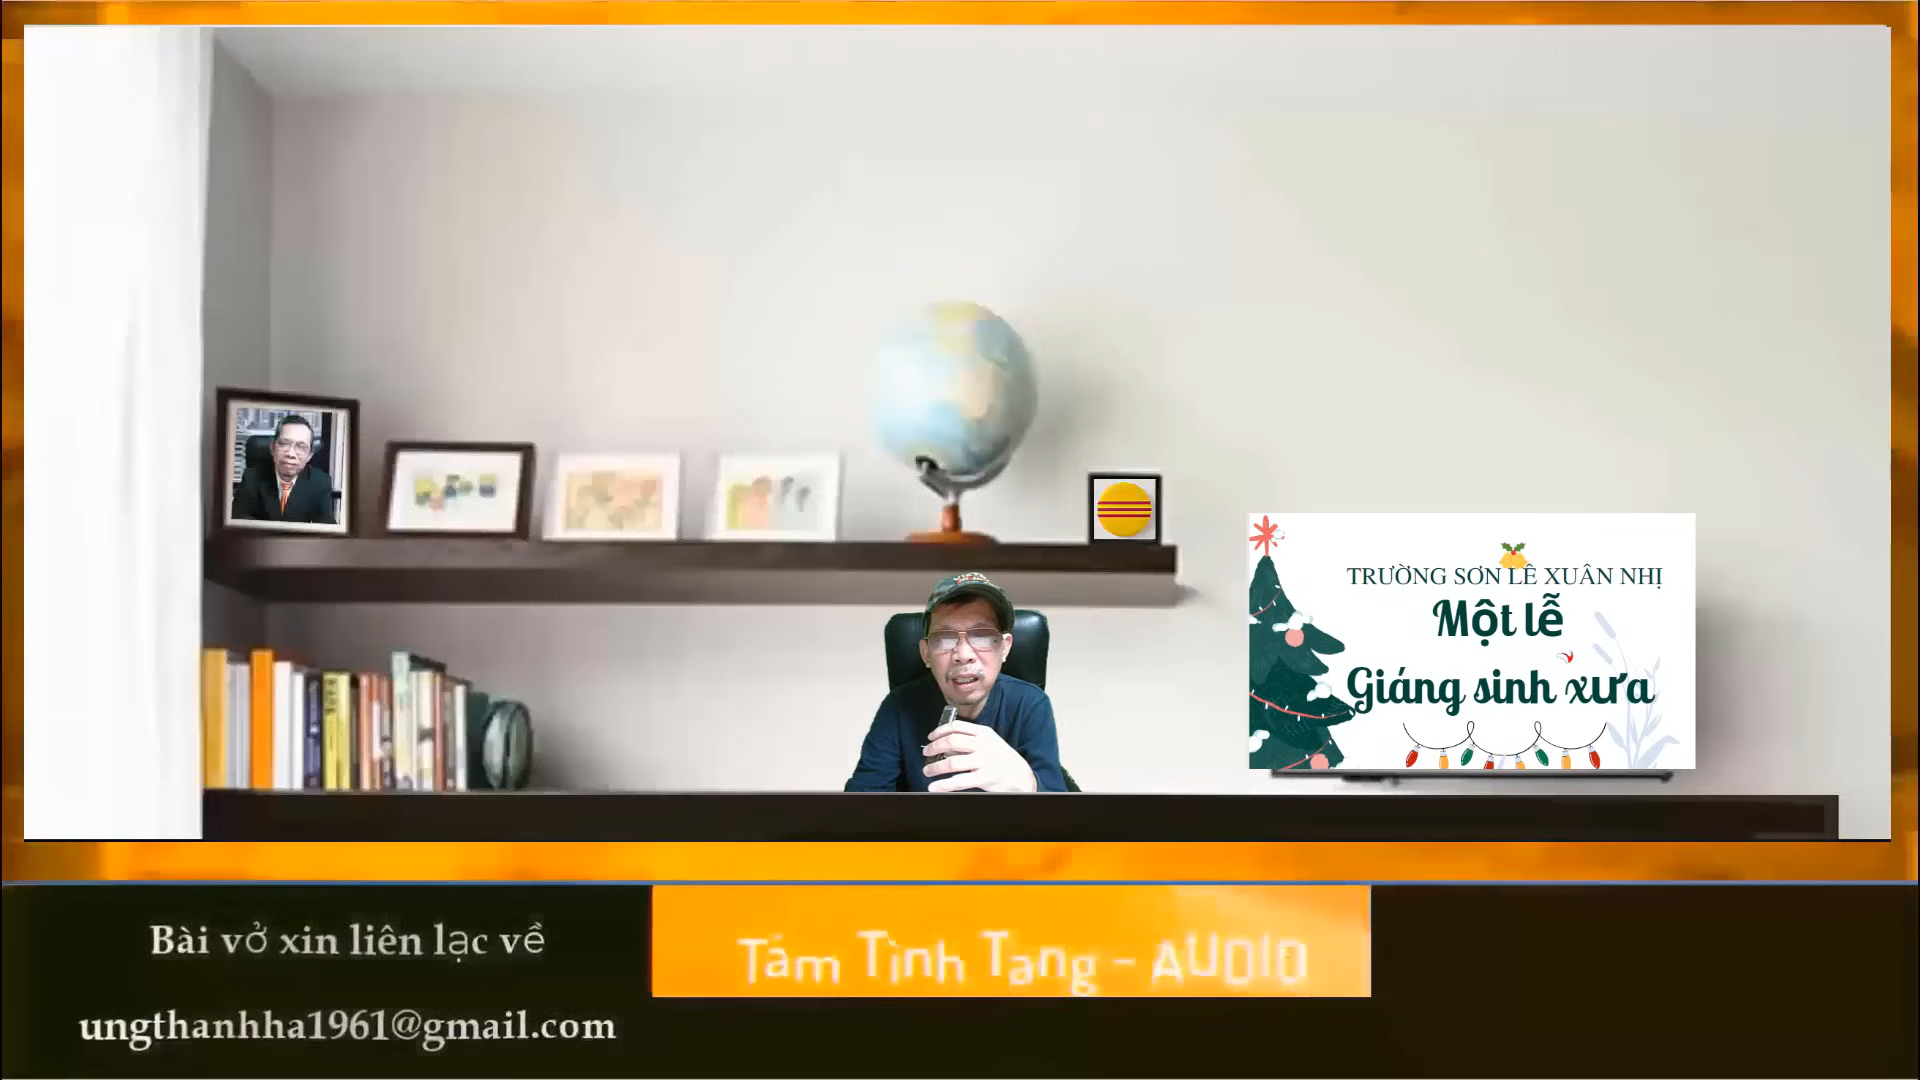 TRƯỜNG SƠN LÊ XUÂN NHỊ
Một lễ
Giáng sinh xưa
Bài vở xin liên lạc về
ungthanhha1961@gmail.com
Tám Tình Tang - AUDIO